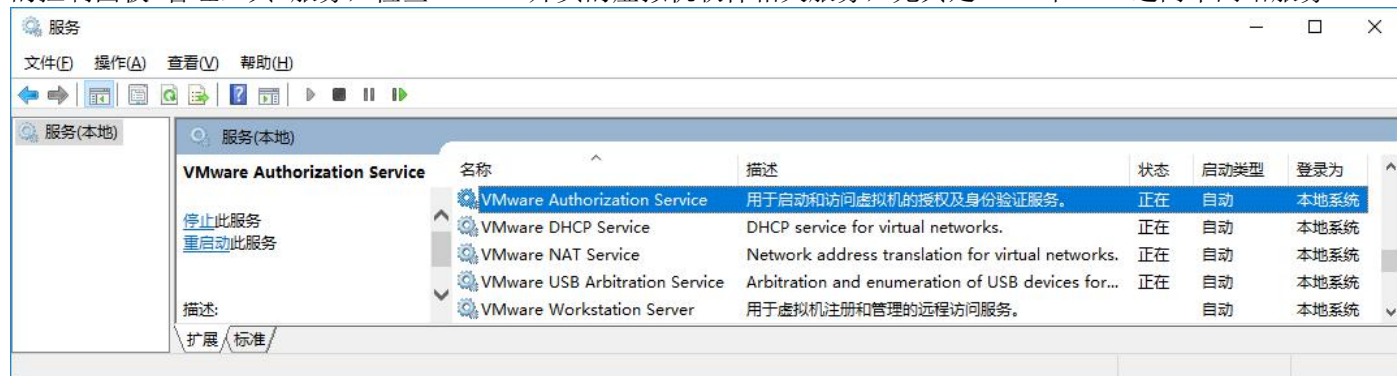 服务
文件(F) 操作(A) 查看(V) 帮助(H)
服务(本地)
服务(本地)
VMware Authorization Service
停止此服务
重启动此服务
描述:
名称 描述 状态 启动类型 登录为
VMware Authorization Service 用于启动和访问虚拟机的授权及身份验证服务。 正在 自动 本地系统
VMware DHCP Service DHCP service for virtual networks. 正在 自动 本地系统
VMware NAT Service Network address translation for virtual networks. 正在 自动 本地系统
VMware USB Arbitration Service Arbitration and enumeration of USB devices for... 正在 自动 本地系统
VMware Workstation Server 用于虚拟机注册和管理的远程访问服务。 自动 本地系统
扩展 标准